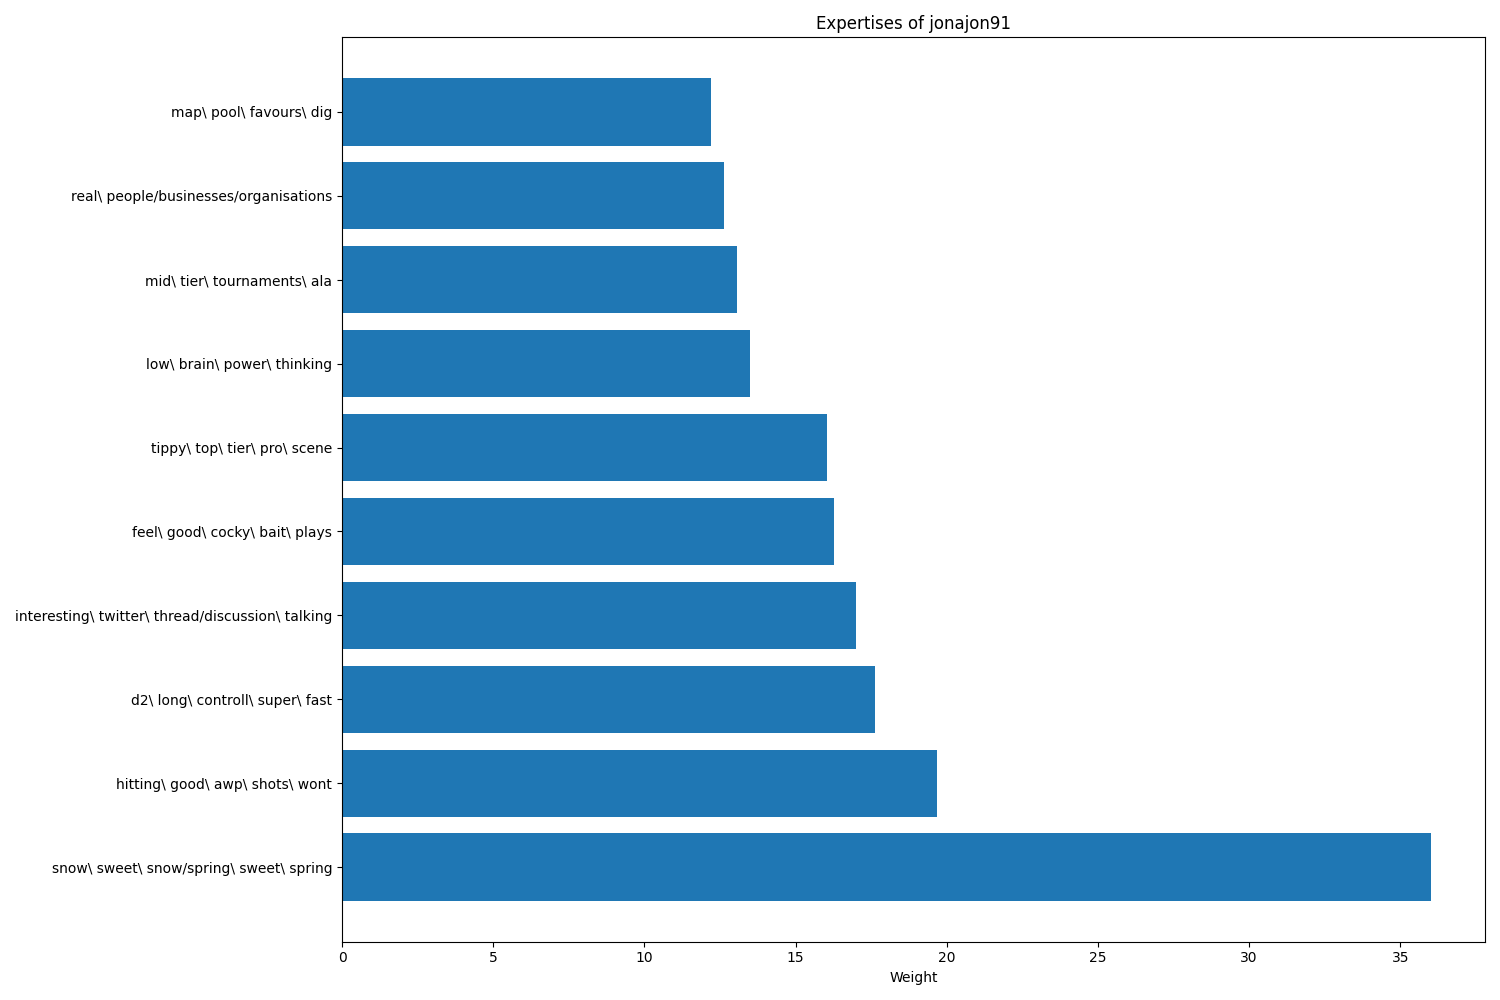 Expertises of jonajon91
map\ pool\ favours\ dig
real\ people/businesses/organisations
mid\ tier\ tournaments\ ala
low\ brain\ power\ thinking
tippy\ top\ tier\ pro\ scene
feel\ good\ cocky\ bait\ plays
interesting\ twitter\ thread/discussion\ talking
d2\ long\ controll\ super\ fast
hitting\ good\ awp\ shots\ wont
snow\ sweet\ snow/spring\ sweet\ spring
0 5 10 15 20 25 30 35
Weight